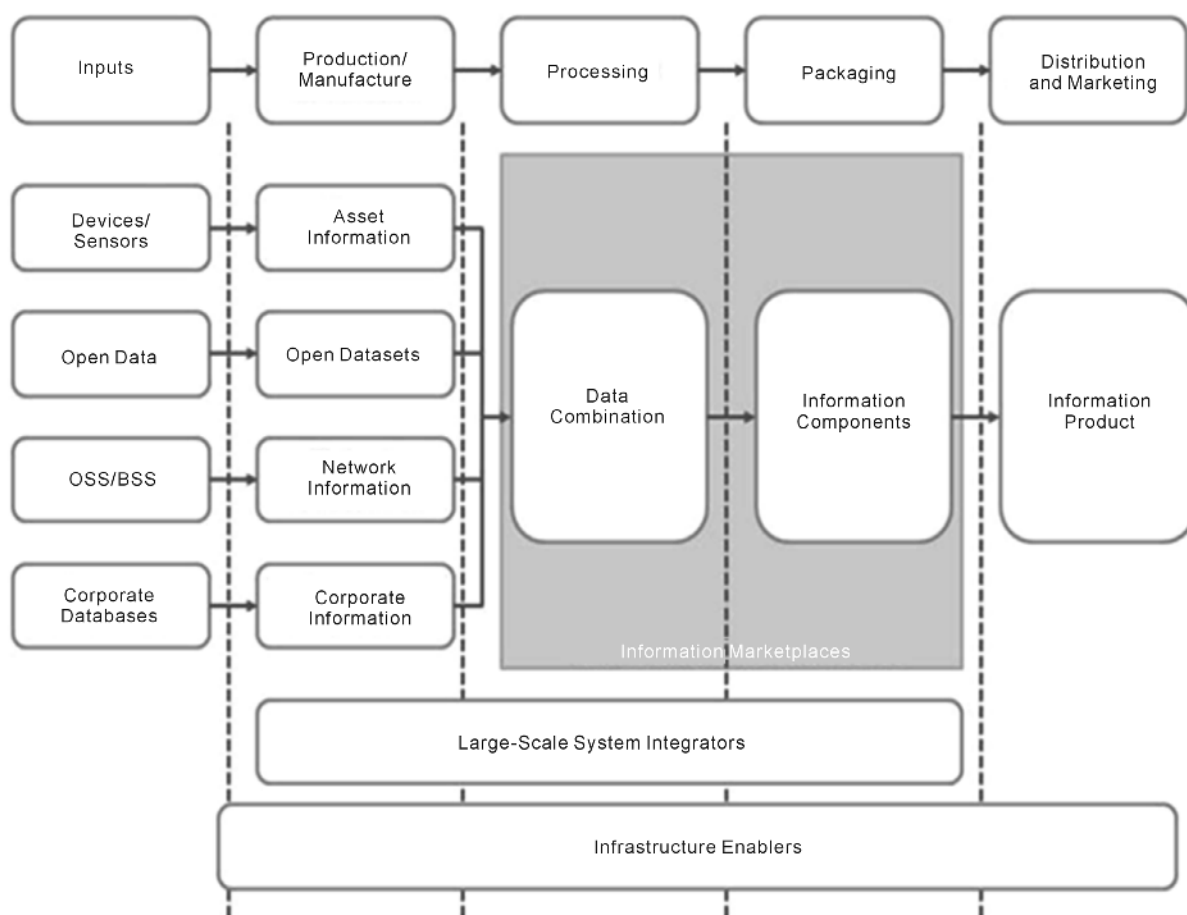 Inputs
Production/
Manufacture
Processing
Packaging
Distribution
and Marketing
Devices/
Sensors
Asset
Information
Open Data
Open Datasets
OSS/BSS
Network
Information
Corporate
Databases
Corporate
Information
Data
Combination
Information
Components
Information
Product
Information Marketplaces
Large-Scale System Integrators
Infrastructure Enablers